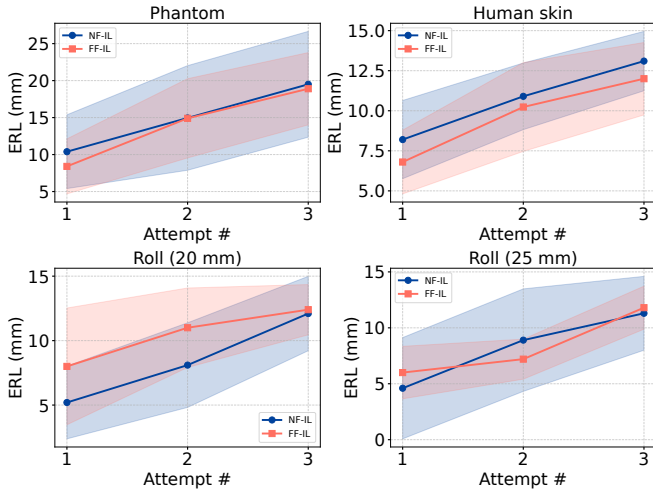 Phantom
NF-IL
FF-IL
ERL (mm)
25
20
15
10
5
1
2
3
Attempt #
Human skin
NF-IL
FF-IL
ERL (mm)
15.0
12.5
10.0
7.5
5.0
1
2
3
Attempt #
Roll (20 mm)
ERL (mm)
15
10
5
NF-IL
FF-IL
1
2
3
Attempt #
Roll (25 mm)
NF-IL
FF-IL
ERL (mm)
15
10
5
0
1
2
3
Attempt #